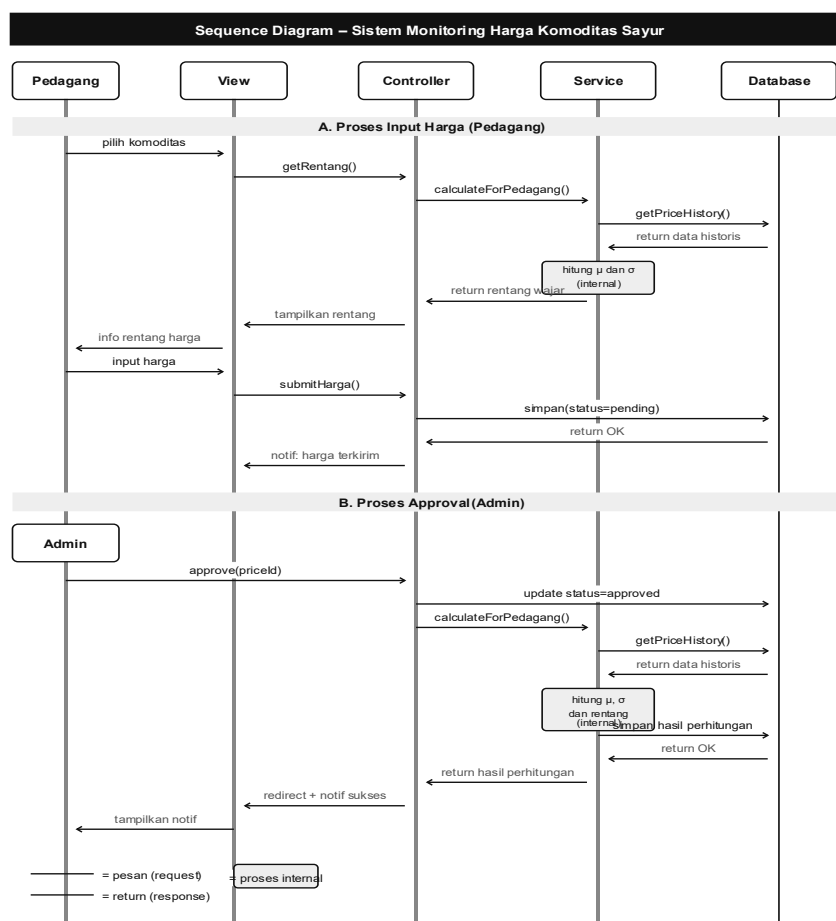 Sequence Diagram – Sistem Monitoring Harga Komoditas Sayur
Pedagang
View
Controller
Service
Database
A. Proses Input Harga (Pedagang)
pilih komoditas
getRentang()
calculateForPedagang()
getPriceHistory()
return data historis
hitung μ dan σ
(internal)
return rentang wajar
tampilkan rentang
info rentang harga
input harga
submitHarga()
simpan(status=pending)
return OK
notif: harga terkirim
B. Proses Approval (Admin)
Admin
approve(priceId)
update status=approved
calculateForPedagang()
getPriceHistory()
return data historis
hitung μ, σ
dan rentang
(internal)
simpan hasil perhitungan
return OK
return hasil perhitungan
redirect + notif sukses
tampilkan notif
= pesan (request)
= proses internal
= return (response)